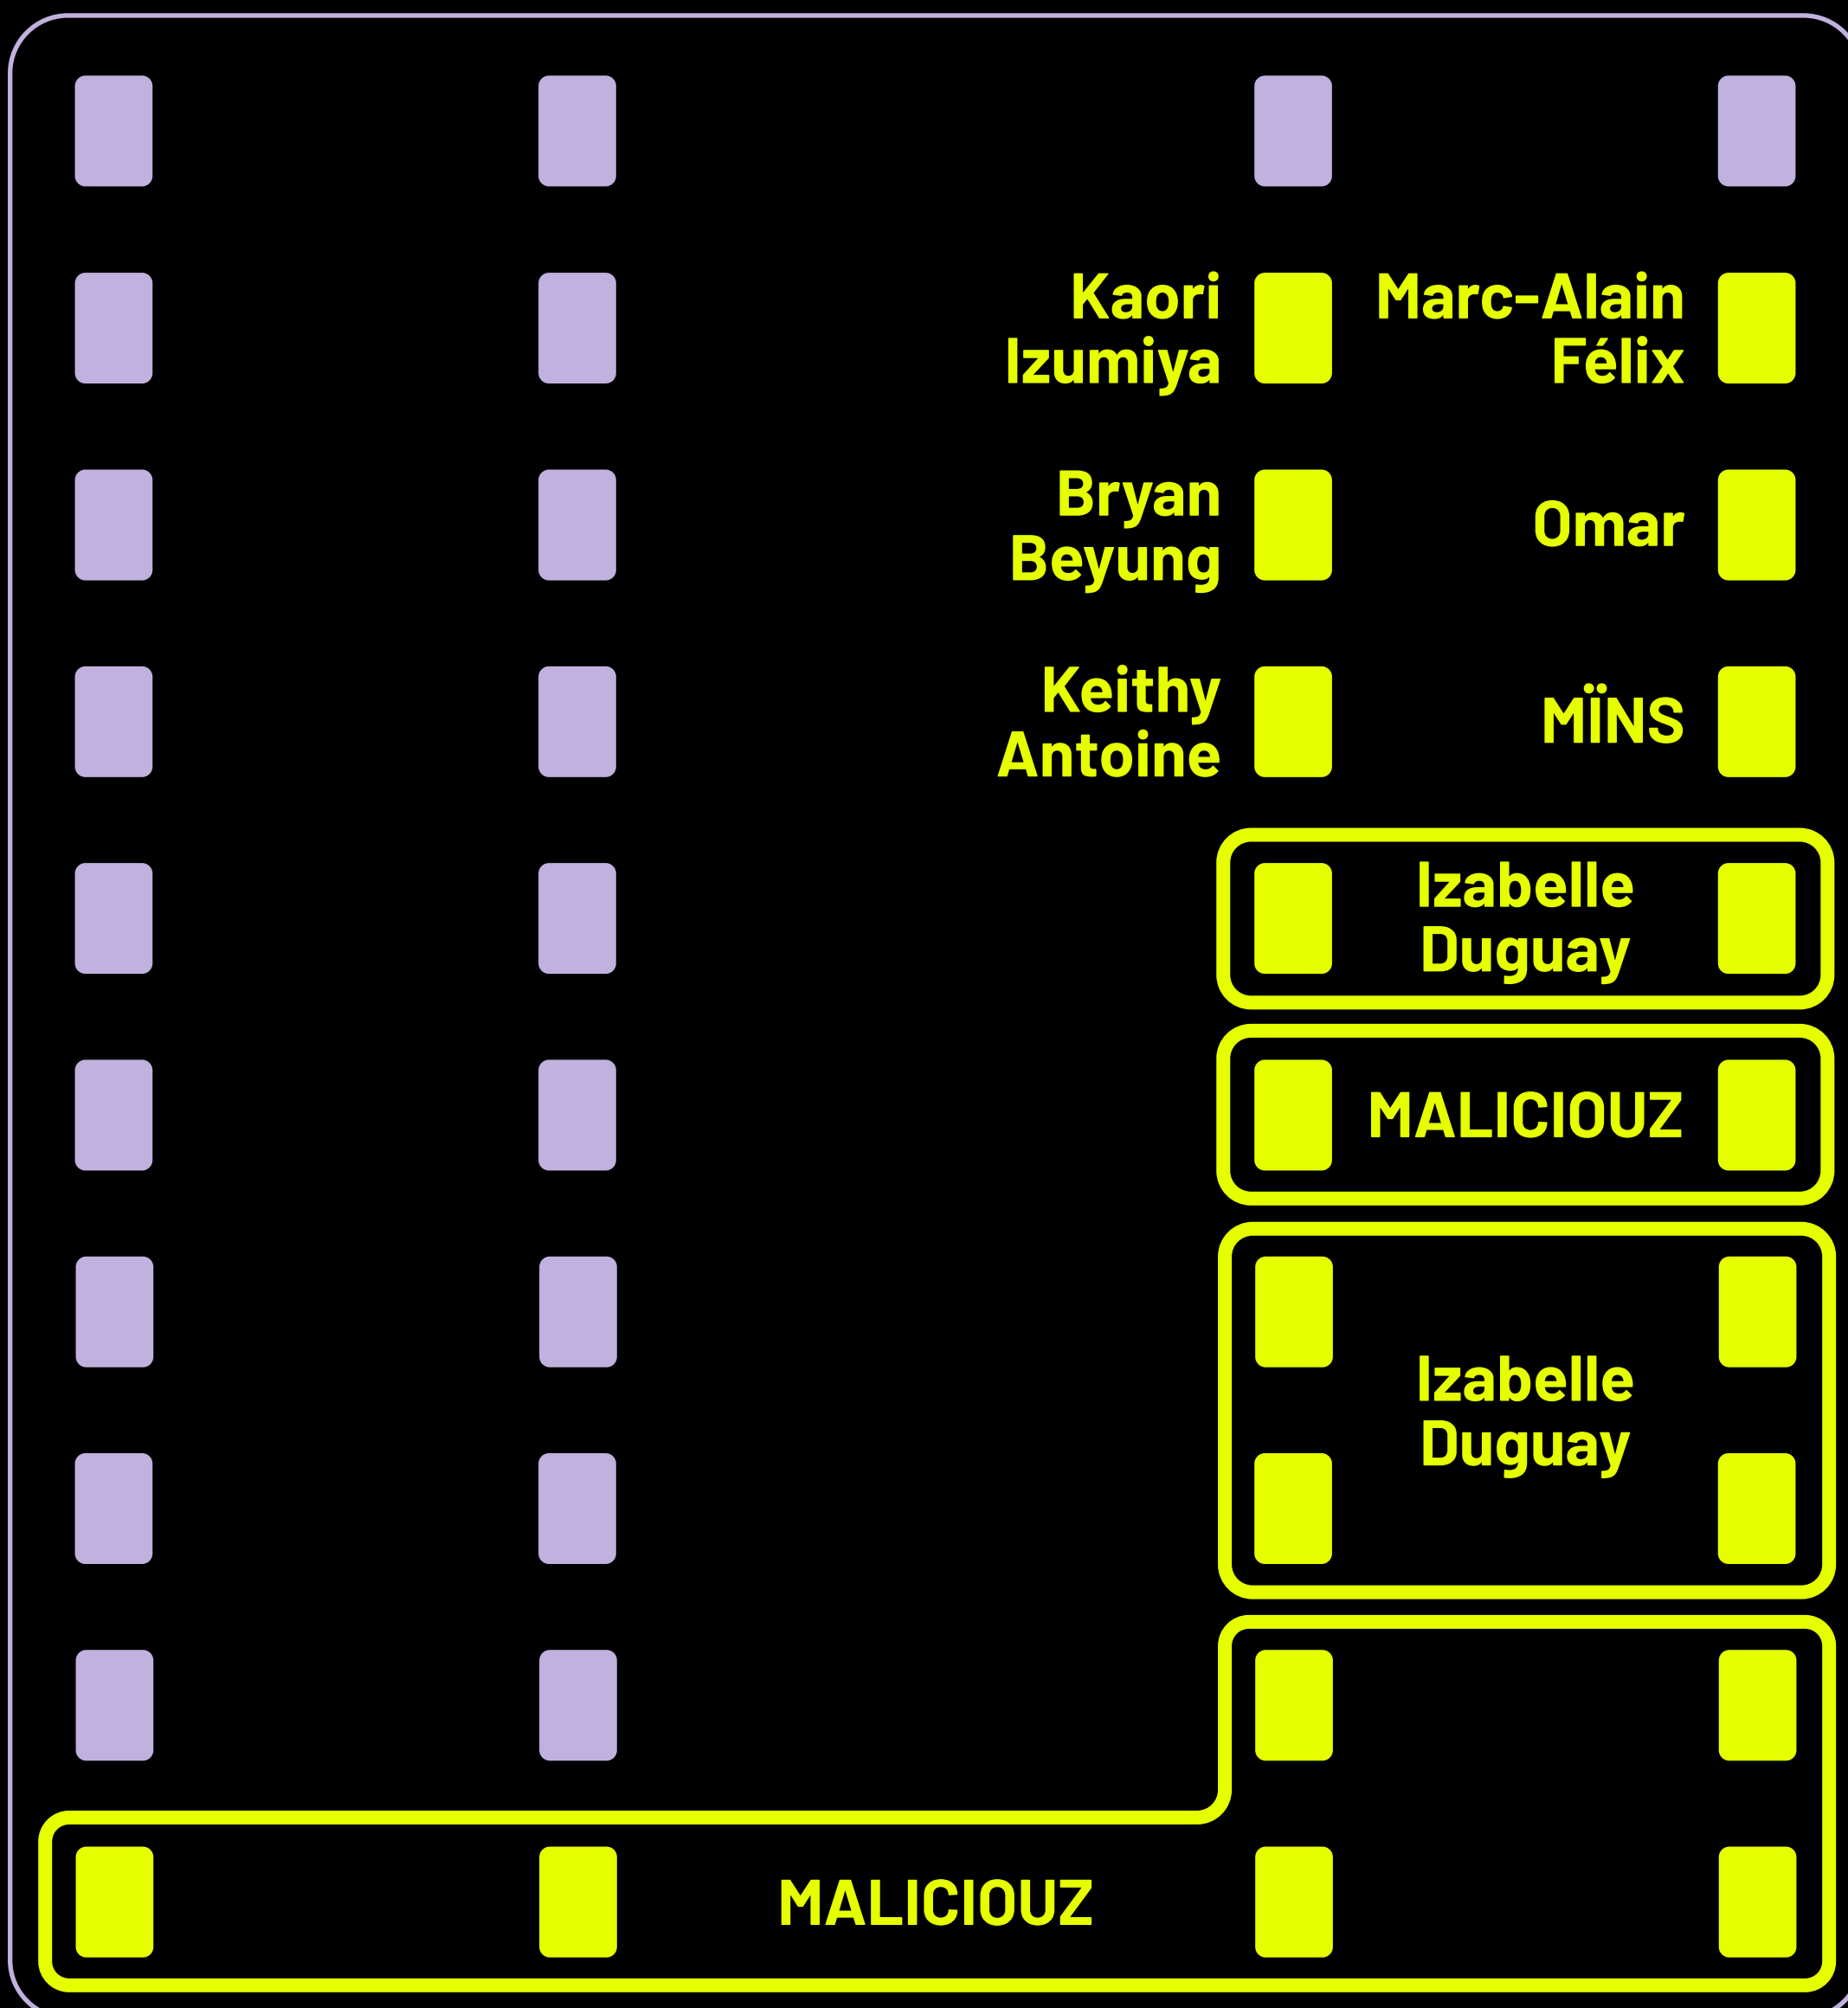 Kaori
Izumiya
Marc-Alain
Félix
Bryan
Beyung
Omar
Keithy
Antoine
MÏNS
Izabelle
Duguay
MALICIOUZ
Izabelle
Duguay
MALICIOUZ